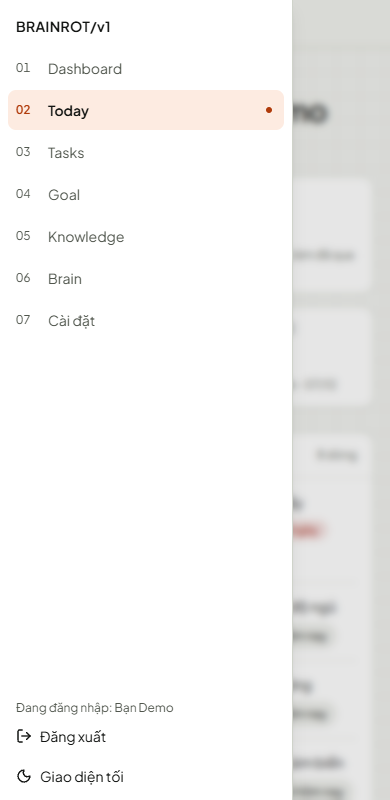 BRAINROT/v1
01 Dashboard
02 Today
03 Tasks
04 Goal
05 Knowledge
06 Brain
07 Cài đặt
Đang đăng nhập: Bạn Demo
Đăng xuất
Giao diện tối